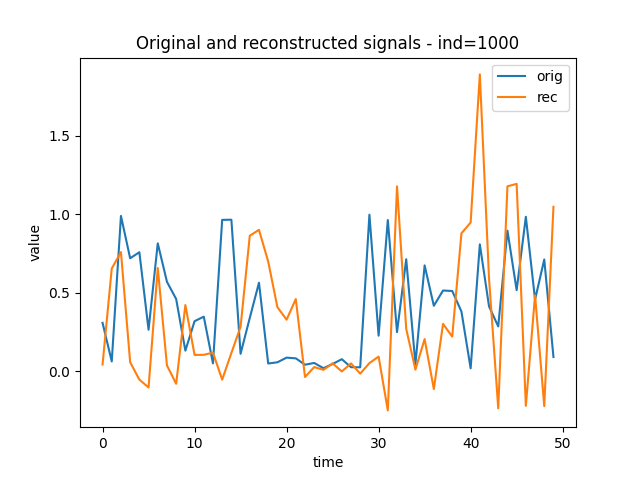 Original and reconstructed signals - ind=1000
orig
rec
value
1.5
1.0
0.5
0.0
0 10 20 30 40 50
time